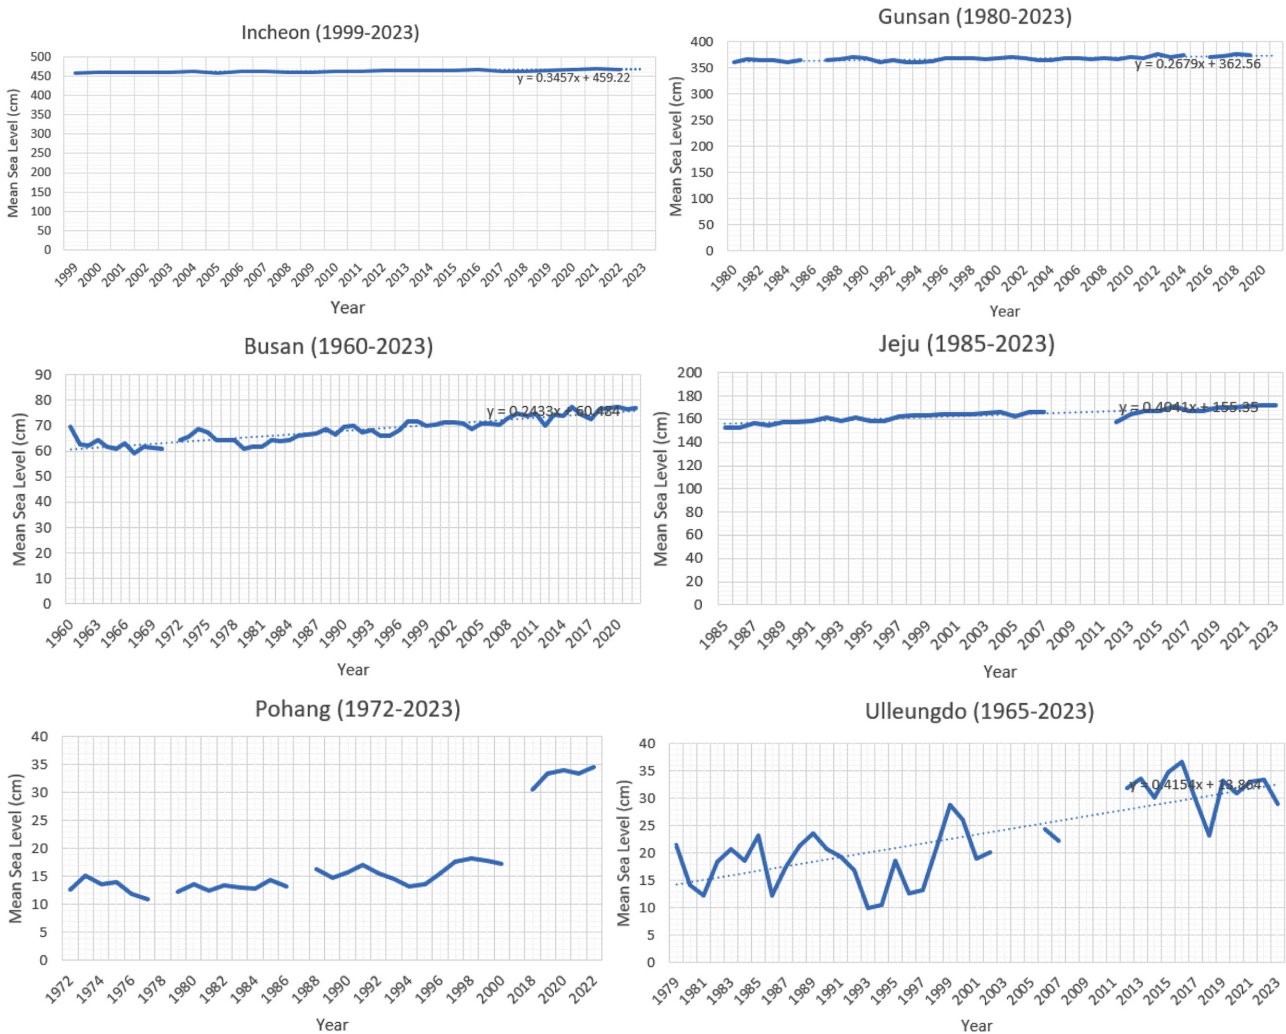 Incheon (1999-2023)
Mean Sea Level (cm)
500
450
400
350
300
250
200
150
100
50
0
y = 0.3457x + 459.22
1999 2000 2001 2002 2003 2004 2005 2006 2007 2008 2009 2010 2011 2012 2013 2014 2015 2016 2017 2018 2019 2020 2021 2022 2023
Year
Gunsan (1980-2023)
Mean Sea Level (cm)
400
350
300
250
200
150
100
50
0
y = 0.2679x + 362.56
1980 1982 1984 1986 1988 1990 1992 1994 1996 1998 2000 2002 2004 2006 2008 2010 2012 2014 2016 2018 2020
Year
Busan (1960-2023)
Mean Sea Level (cm)
90
80
70
60
50
40
30
20
10
0
y = 0.2433x + 60.484
1960 1963 1966 1969 1972 1975 1978 1981 1984 1987 1990 1993 1996 1999 2002 2005 2008 2011 2014 2017 2020
Year
Jeju (1985-2023)
Mean Sea Level (cm)
200
180
160
140
120
100
80
60
40
20
0
y = 0.4041x + 155.35
1985 1987 1989 1991 1993 1995 1997 1999 2001 2003 2005 2007 2009 2011 2013 2015 2017 2019 2021 2023
Year
Pohang (1972-2023)
Mean Sea Level (cm)
40
35
30
25
20
15
10
5
0
1972 1974 1976 1978 1980 1982 1984 1986 1988 1990 1992 1994 1996 1998 2000 2018 2020 2022
Year
Ulleungdo (1965-2023)
Mean Sea Level (cm)
40
35
30
25
20
15
10
5
0
y = 0.4154x + 13.864
1979 1981 1983 1985 1987 1989 1991 1993 1995 1997 1999 2001 2003 2005 2007 2009 2011 2013 2015 2017 2019 2021 2023
Year